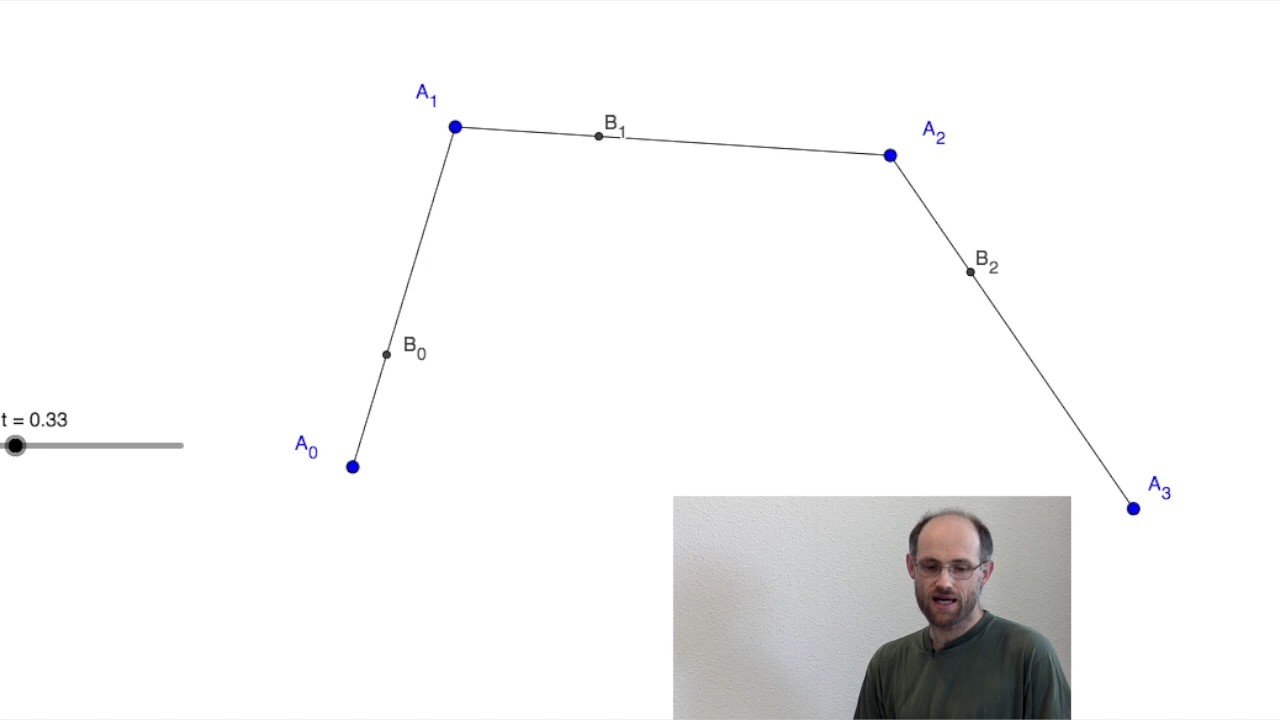 A₁
B₁
A₂
B₂
B₀
t = 0.33
A₀
A₃